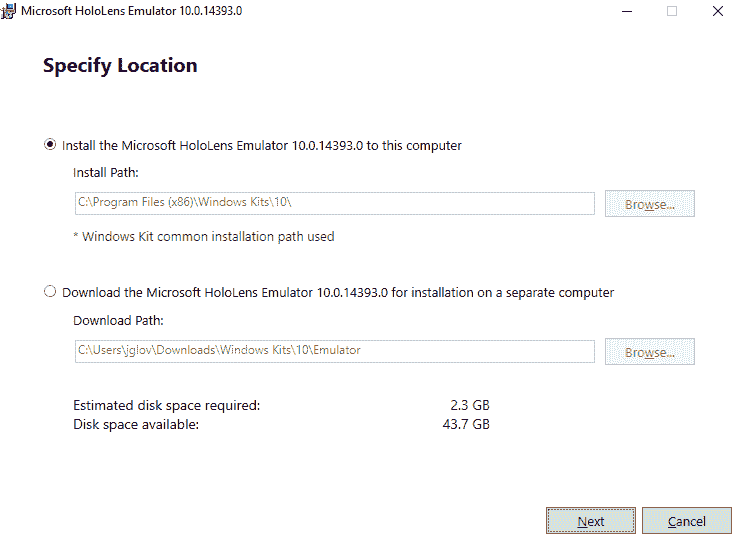 Microsoft HoloLens Emulator 10.0.14393.0
Specify Location
Install the Microsoft HoloLens Emulator 10.0.14393.0 to this computer
Install Path:
C:\Program Files (x86)\Windows Kits\10\
Browse...
* Windows Kit common installation path used
Download the Microsoft HoloLens Emulator 10.0.14393.0 for installation on a separate computer
Download Path:
C:\Users\jglov\Downloads\Windows Kits\10\Emulator
Browse...
Estimated disk space required: 2.3 GB
Disk space available: 43.7 GB
Next Cancel